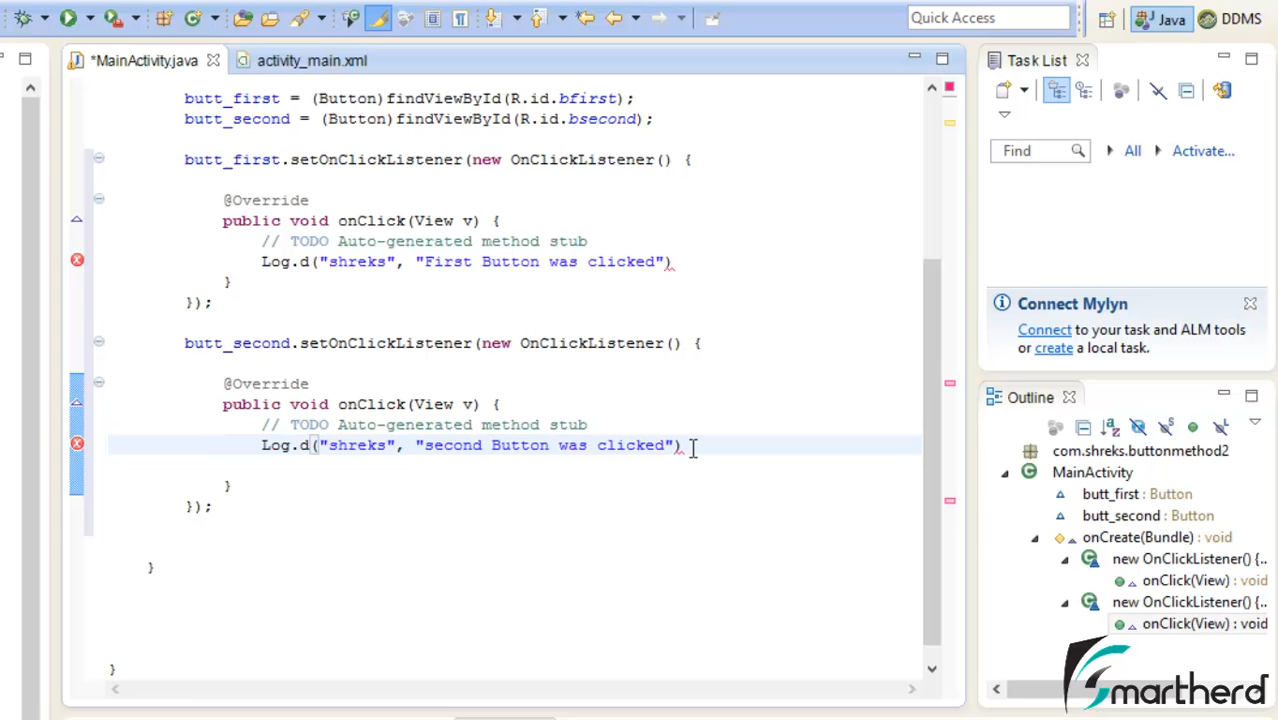 Quick Access
Java
DDMS
*MainActivity.java
activity_main.xml
butt_first = (Button)findViewById(R.id.bfirst);
butt_second = (Button)findViewById(R.id.bsecond);
butt_first.setOnClickListener(new OnClickListener() {
@Override
public void onClick(View v) {
// TODO Auto-generated method stub
Log.d("shreks", "First Button was clicked")
}
});
butt_second.setOnClickListener(new OnClickListener() {
@Override
public void onClick(View v) {
// TODO Auto-generated method stub
Log.d("shreks", "second Button was clicked")
}
});
}
}
Task List
Find
All
Activate...
Connect Mylyn
Connect to your task and ALM tools
or create a local task.
Outline
com.shreks.buttonmethod2
MainActivity
butt_first : Button
butt_second : Button
onCreate(Bundle) : void
new OnClickListener() {..
onClick(View) : void
new OnClickListener() {..
onClick(View) : void
Smartherd